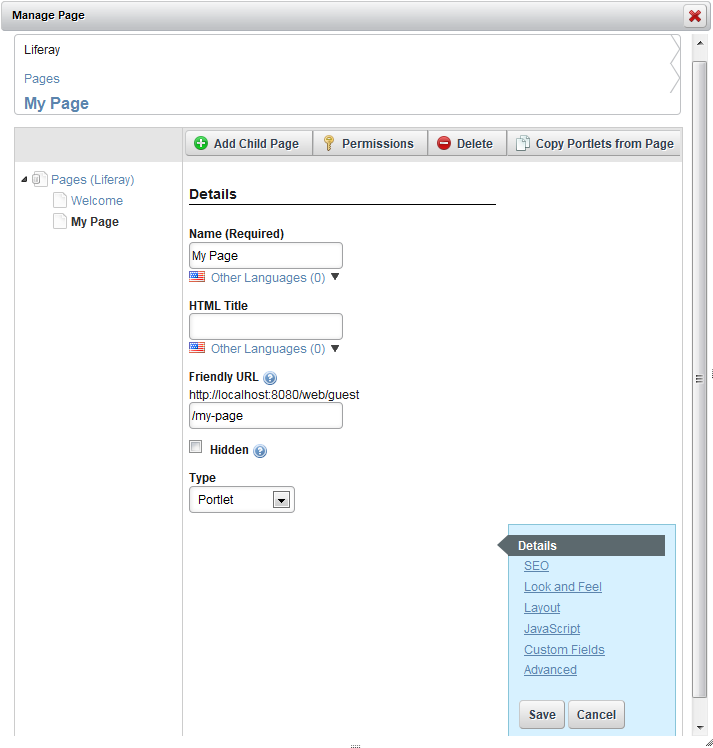 Manage Page
Liferay
Pages
My Page
Add Child Page Permissions Delete Copy Portlets from Page
Pages (Liferay)
Welcome
My Page
Details
Name (Required)
My Page
Other Languages (0)
HTML Title
Other Languages (0)
Friendly URL
http://localhost:8080/web/guest
/my-page
Hidden
Type
Portlet
Details
SEO
Look and Feel
Layout
JavaScript
Custom Fields
Advanced
Save Cancel